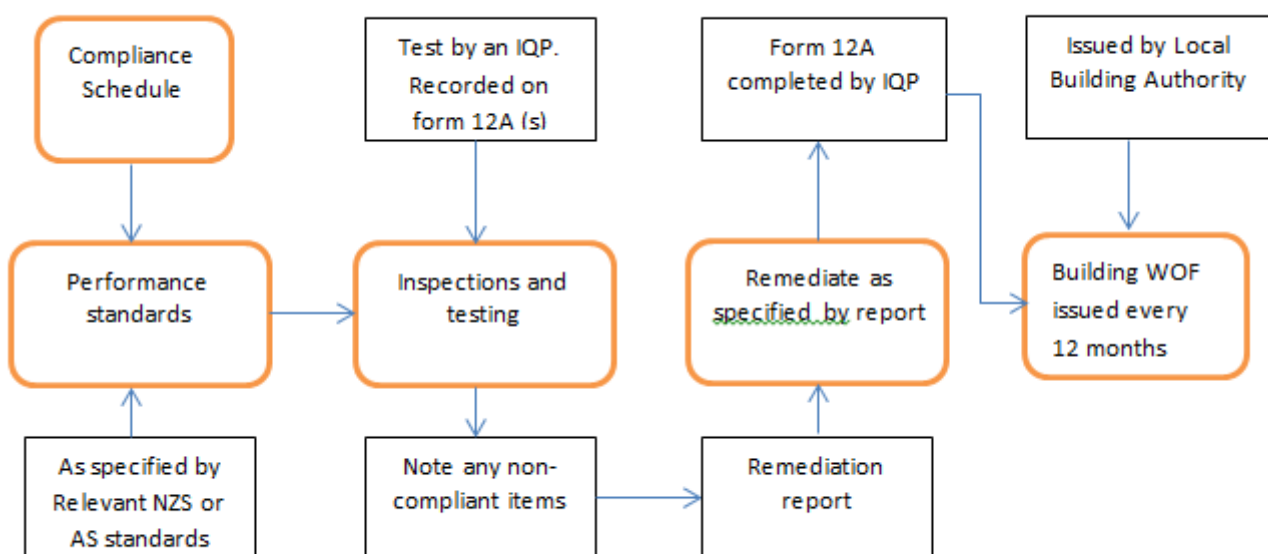 Compliance
Schedule
Test by an IQP.
Recorded on
form 12A (s)
Form 12A
completed by IQP
Issued by Local
Building Authority
Performance
standards
Inspections and
testing
Remediate as
specified by report
Building WOF
issued every
12 months
As specified by
Relevant NZS or
AS standards
Note any non-
compliant items
Remediation
report